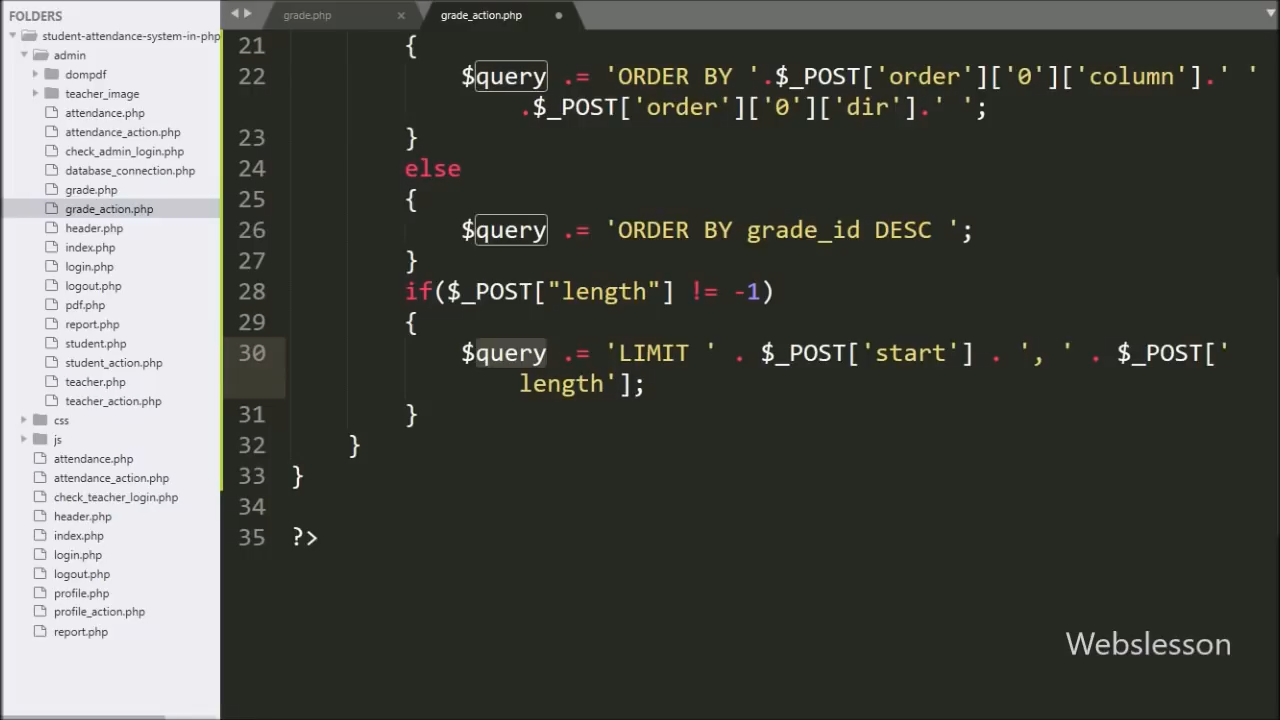 FOLDERS
student-attendance-system-in-php
admin
dompdf
teacher_image
attendance.php
attendance_action.php
check_admin_login.php
database_connection.php
grade.php
grade_action.php
header.php
index.php
login.php
logout.php
pdf.php
report.php
student.php
student_action.php
teacher.php
teacher_action.php
css
js
attendance.php
attendance_action.php
check_teacher_login.php
header.php
index.php
login.php
logout.php
profile.php
profile_action.php
report.php
grade.php ×
grade_action.php
21 {
22 $query .= 'ORDER BY '.$_POST['order']['0']['column'].' '
.$_POST['order']['0']['dir'].' ';
23 }
24 else
25 {
26 $query .= 'ORDER BY grade_id DESC ';
27 }
28 if($_POST["length"] != -1)
29 {
30 $query .= 'LIMIT ' . $_POST['start'] . ', ' . $_POST['
length'];
31 }
32 }
33 }
34
35 ?>
Webslesson